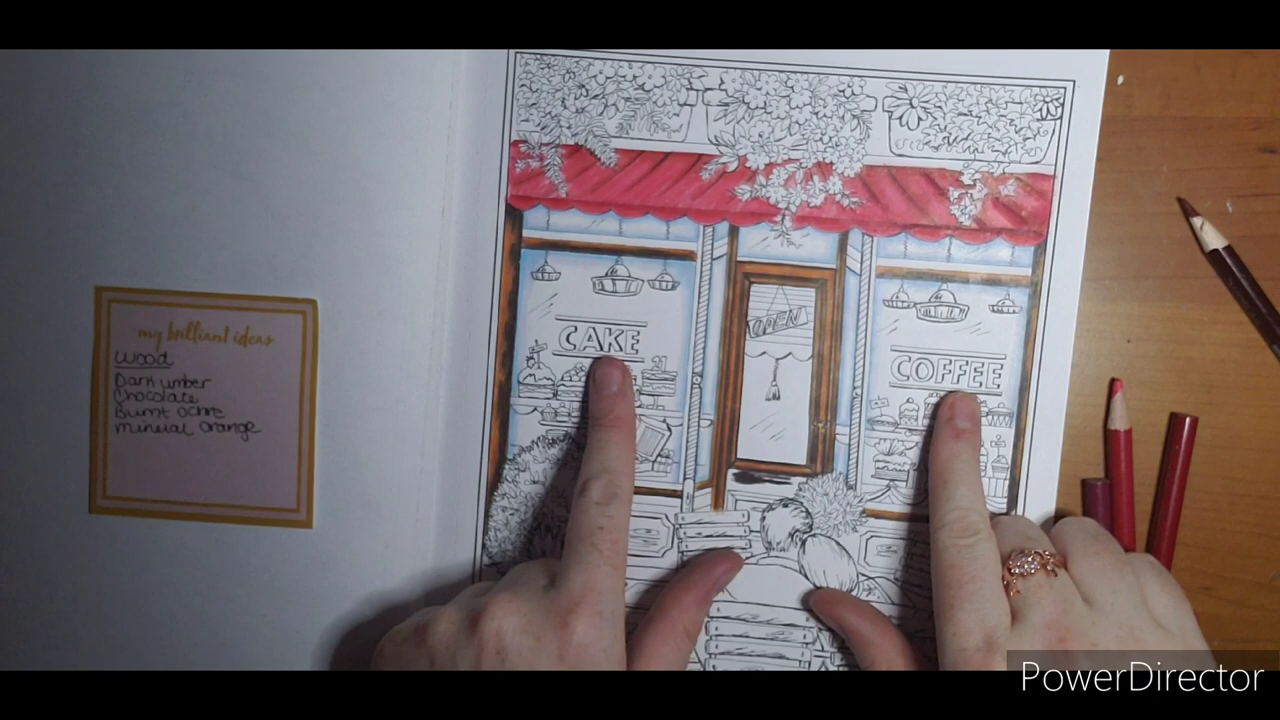 my brilliant ideas
Wood
Dark umber
Chocolate
Burnt Ochre
Mineral Orange
OPEN
CAKE
COFFEE
PowerDirector